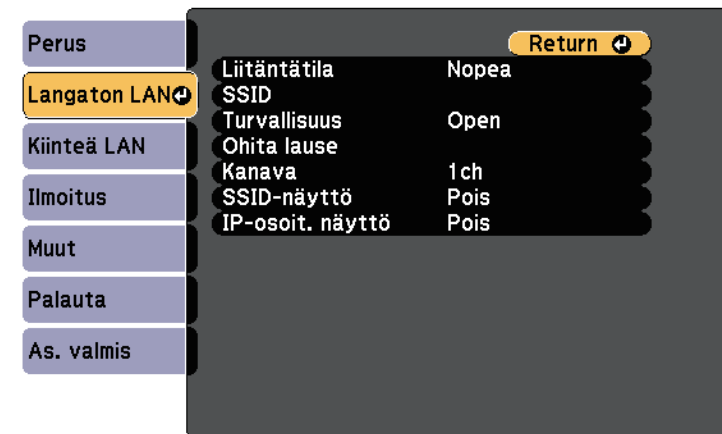 Perus
Langaton LAN
Kiinteä LAN
Ilmoitus
Muut
Palauta
As. valmis
Return
Liitäntätila Nopea
SSID
Turvallisuus Open
Ohita lause
Kanava 1ch
SSID-näyttö Pois
IP-osoit. näyttö Pois